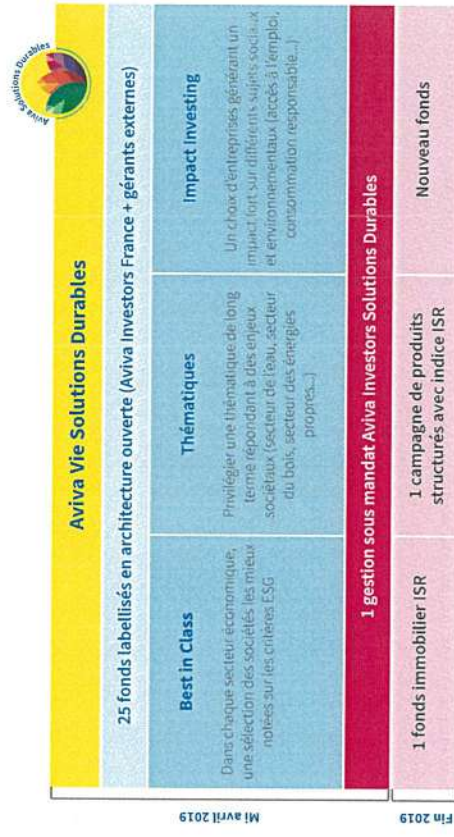 Aviva Solutions Durables
Aviva Vie Solutions Durables
25 fonds labellisés en architecture ouverte (Aviva Investors France + gérants externes)
Best in Class
Dans chaque secteur économique,
une sélection des sociétés les mieux
notées sur les critères ESG
Thématiques
Privilégier une thématique de long
terme répondant à des enjeux
sociétaux (secteur de l'eau, secteur
du bois, secteur des énergies
propres...)
Impact Investing
Un choix d'entreprises générant un
impact fort sur différents sujets sociaux
et environnementaux (accès à l'emploi,
consommation responsable...)
1 gestion sous mandat Aviva Investors Solutions Durables
Mi avril 2019
1 fonds immobilier ISR
1 campagne de produits
structurés avec indice ISR
Nouveau fonds
Fin 2019